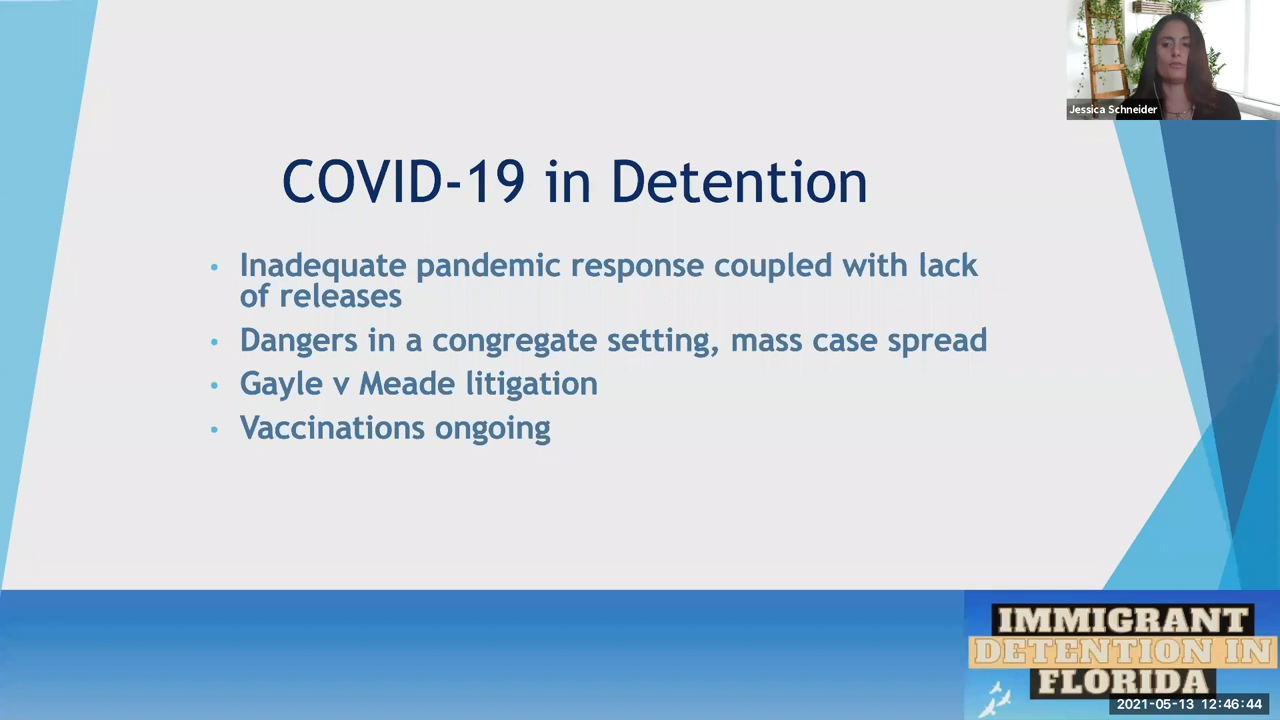 Jessica Schneider
COVID-19 in Detention
• Inadequate pandemic response coupled with lack
of releases
• Dangers in a congregate setting, mass case spread
• Gayle v Meade litigation
• Vaccinations ongoing
IMMIGRANT
DETENTION IN
FLORIDA
2021-05-13 12:46:44